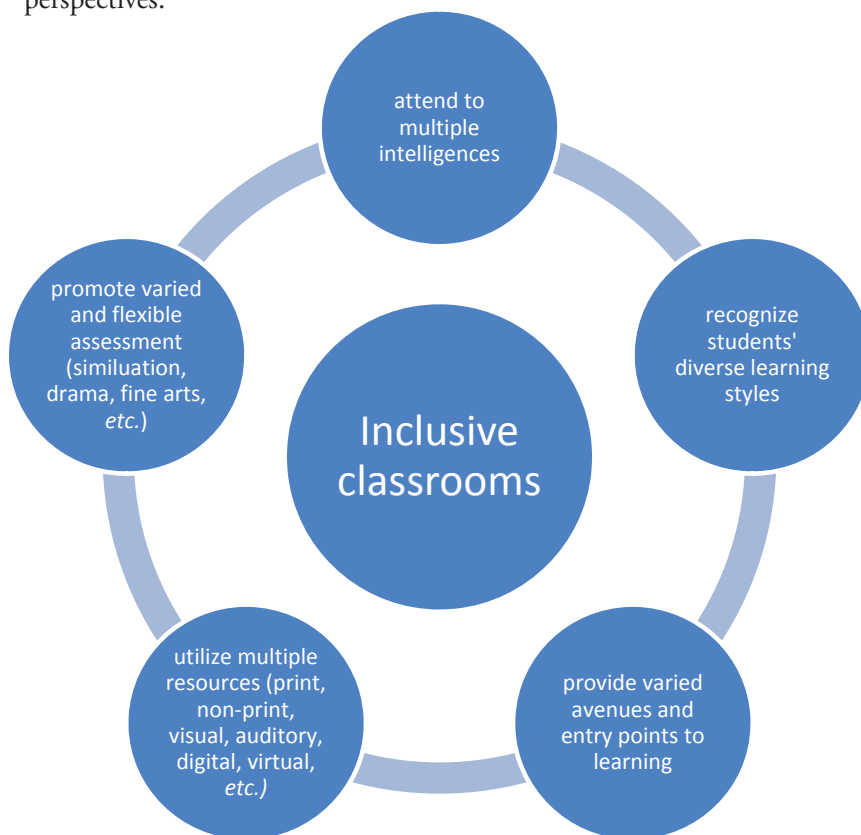 perspectives.
attend to
multiple
intelligences
recognize
students'
diverse learning
styles
provide varied
avenues and
entry points to
learning
utilize multiple
resources (print,
non-print,
visual, auditory,
digital, virtual,
etc.)
promote varied
and flexible
assessment
(similuation,
drama, fine arts,
etc.)
Inclusive
classrooms